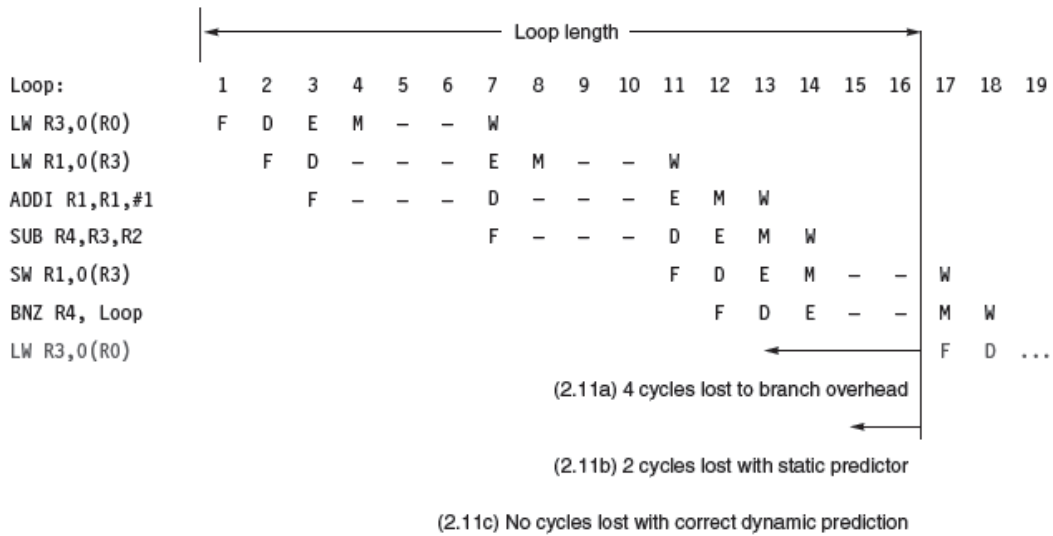 Loop length
Loop: 1 2 3 4 5 6 7 8 9 10 11 12 13 14 15 16 17 18 19
LW R3,0(R0) F D E M – – W
LW R1,0(R3) F D – – – E M – – W
ADDI R1,R1,#1 F – – – D – – – E M W
SUB R4,R3,R2 F – – – D E M W
SW R1,0(R3) F D E M – – W
BNZ R4, Loop F D E – – M W
LW R3,0(R0) F D ...
(2.11a) 4 cycles lost to branch overhead
(2.11b) 2 cycles lost with static predictor
(2.11c) No cycles lost with correct dynamic prediction